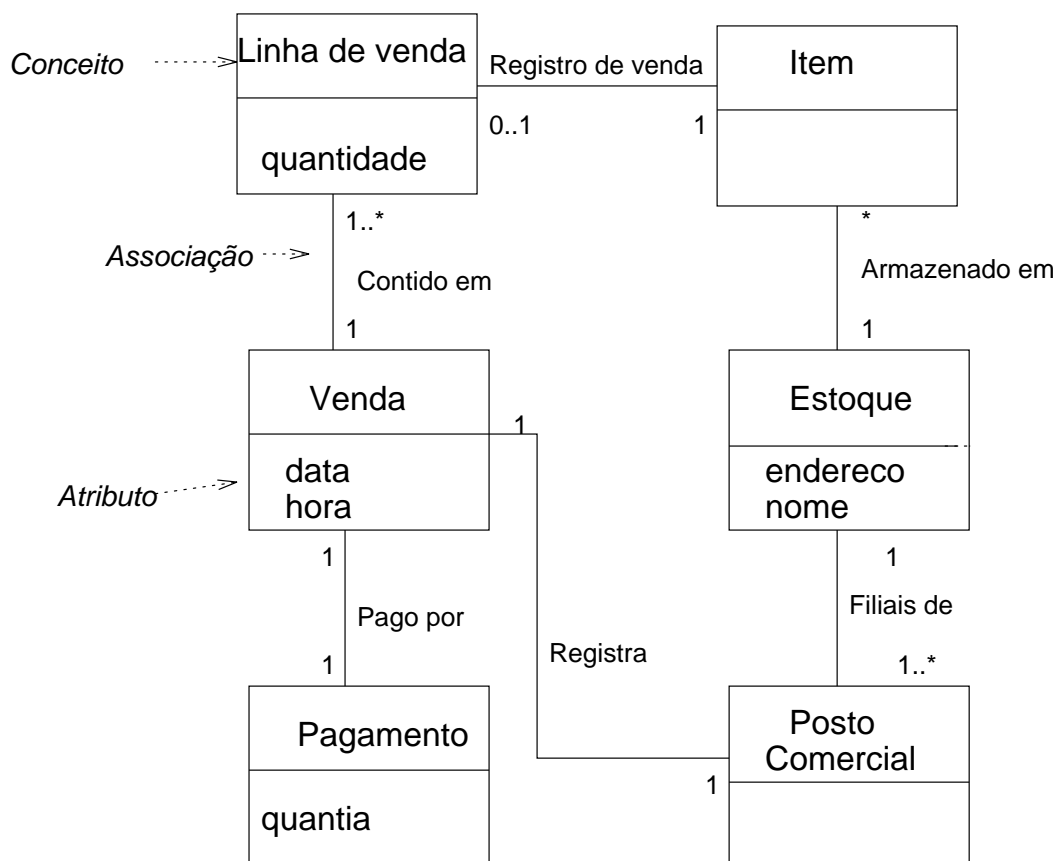 Linha de venda
Conceito
Registro de venda
Item
0..1
1
quantidade
1..*
*
Associação
Contido em
Armazenado em
1
1
Venda
1
Estoque
data
hora
Atributo
endereco
nome
1
1
Pago por
Filiais de
Registra
1
1..*
Pagamento
Posto
Comercial
1
quantia